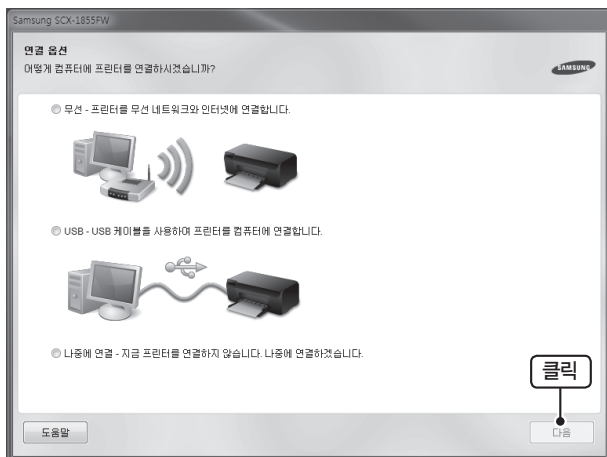 Samsung SCX-1855FW
연결 옵션
어떻게 컴퓨터에 프린터를 연결하시겠습니까?
SAMSUNG
무선 - 프린터를 무선 네트워크와 인터넷에 연결합니다.
USB - USB 케이블을 사용하여 프린터를 컴퓨터에 연결합니다.
나중에 연결 - 지금 프린터를 연결하지 않습니다. 나중에 연결하겠습니다.
클릭
도움말
다음